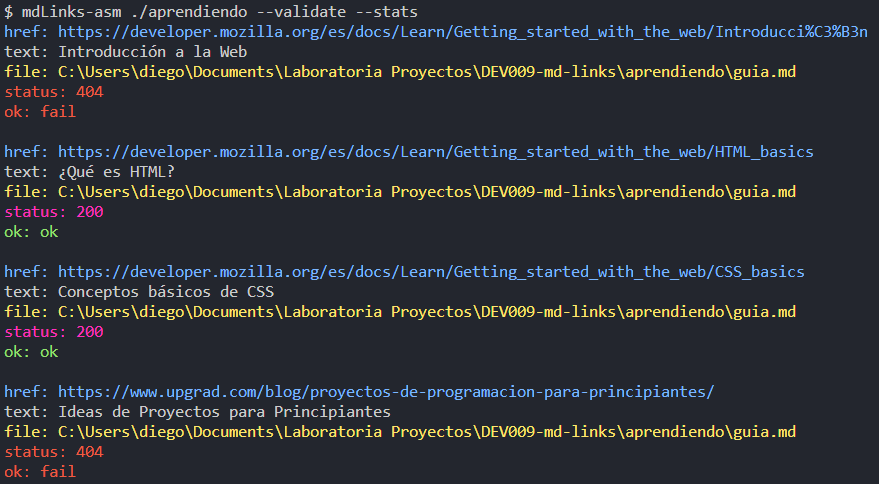 $ mdLinks-asm ./aprendiendo --validate --stats
href: https://developer.mozilla.org/es/docs/Learn/Getting_started_with_the_web/Introducci%C3%B3n
text: Introducción a la Web
file: C:\Users\diego\Documents\Laboratoria Proyectos\DEV009-md-links\aprendiendo\guia.md
status: 404
ok: fail

href: https://developer.mozilla.org/es/docs/Learn/Getting_started_with_the_web/HTML_basics
text: ¿Qué es HTML?
file: C:\Users\diego\Documents\Laboratoria Proyectos\DEV009-md-links\aprendiendo\guia.md
status: 200
ok: ok

href: https://developer.mozilla.org/es/docs/Learn/Getting_started_with_the_web/CSS_basics
text: Conceptos básicos de CSS
file: C:\Users\diego\Documents\Laboratoria Proyectos\DEV009-md-links\aprendiendo\guia.md
status: 200
ok: ok

href: https://www.upgrad.com/blog/proyectos-de-programacion-para-principiantes/
text: Ideas de Proyectos para Principiantes
file: C:\Users\diego\Documents\Laboratoria Proyectos\DEV009-md-links\aprendiendo\guia.md
status: 404
ok: fail